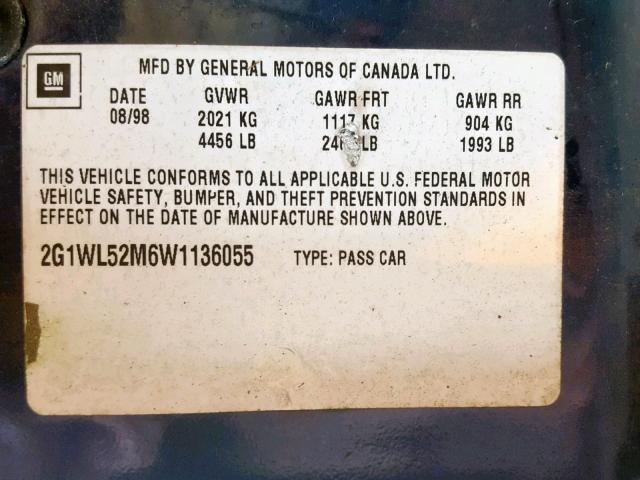 GM
MFD BY GENERAL MOTORS OF CANADA LTD.
DATE GVWR GAWR FRT GAWR RR
08/98 2021 KG 1117 KG 904 KG
4456 LB LB 1993 LB
THIS VEHICLE CONFORMS TO ALL APPLICABLE U.S. FEDERAL MOTOR
VEHICLE SAFETY, BUMPER, AND THEFT PREVENTION STANDARDS IN
EFFECT ON THE DATE OF MANUFACTURE SHOWN ABOVE.
2G1WL52M6W1136055 TYPE: PASS CAR